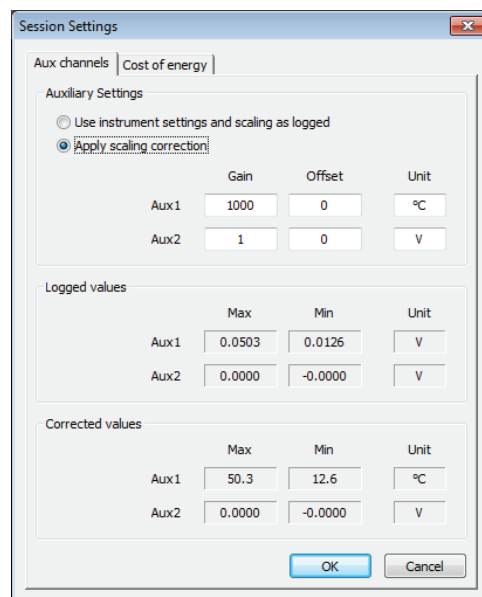 Session Settings
Aux channels Cost of energy
Auxiliary Settings
Use instrument settings and scaling as logged
Apply scaling correction
Gain Offset Unit
Aux1 1000 0 ºC
Aux2 1 0 V
Logged values
Max Min Unit
Aux1 0.0503 0.0126 V
Aux2 0.0000 -0.0000 V
Corrected values
Max Min Unit
Aux1 50.3 12.6 ºC
Aux2 0.0000 -0.0000 V
OK Cancel